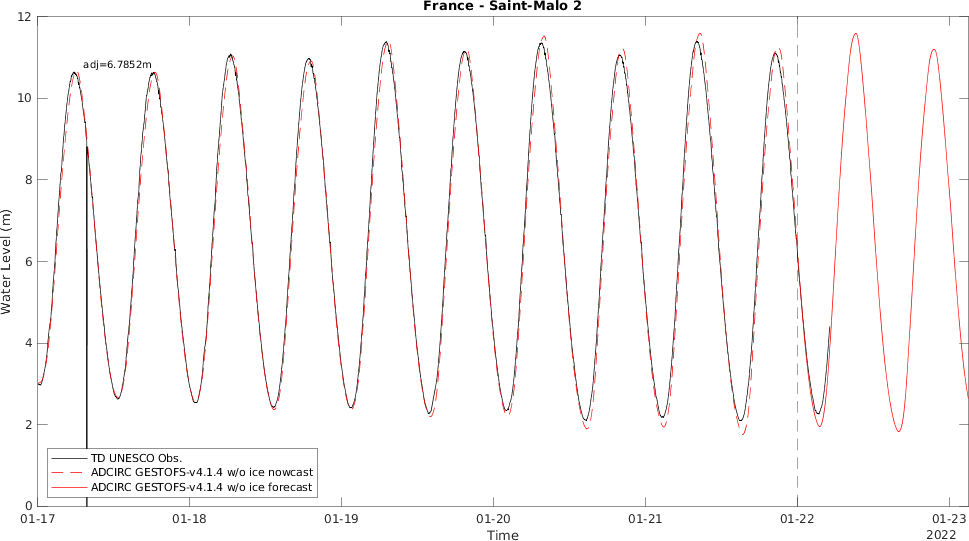 France - Saint-Malo 2
12
10
8
6
4
2
0
Water Level (m)
adj=6.7852m
TD UNESCO Obs.
ADCIRC GESTOFS-v4.1.4 w/o ice nowcast
ADCIRC GESTOFS-v4.1.4 w/o ice forecast
01-17
01-18
01-19
01-20
01-21
01-22
01-23
Time
2022